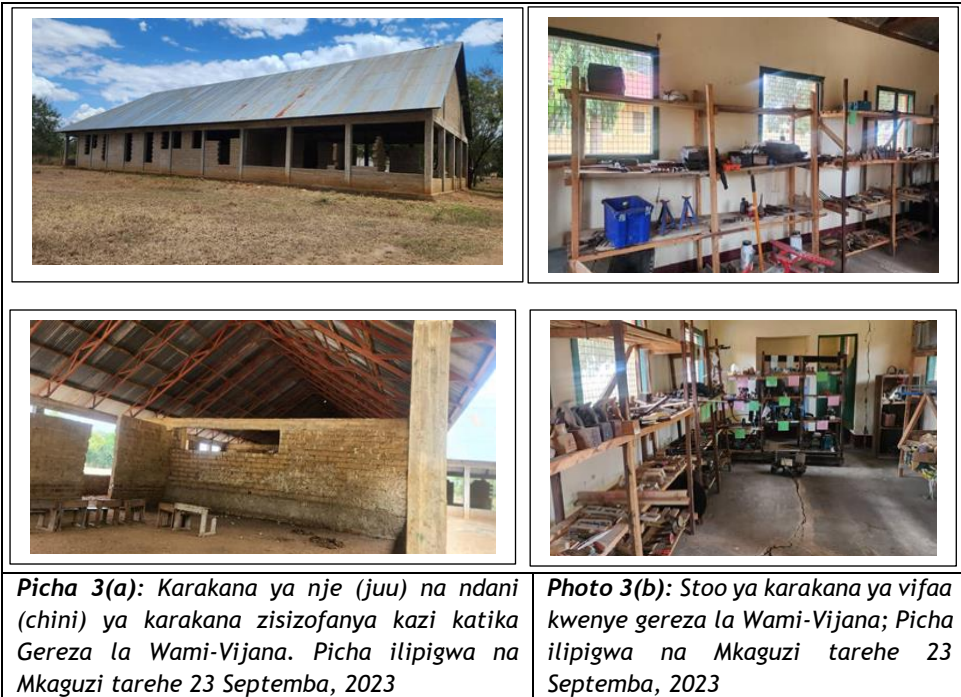 Picha 3(a): Karakana ya nje (juu) na ndani
(chini) ya karakana zisizofanya kazi katika
Gereza la Wami-Vijana. Picha ilipigwa na
Mkaguzi tarehe 23 Septemba, 2023
Photo 3(b): Stoo ya karakana ya vifaa
kwenye gereza la Wami-Vijana; Picha
ilipigwa na Mkaguzi tarehe 23
Septemba, 2023